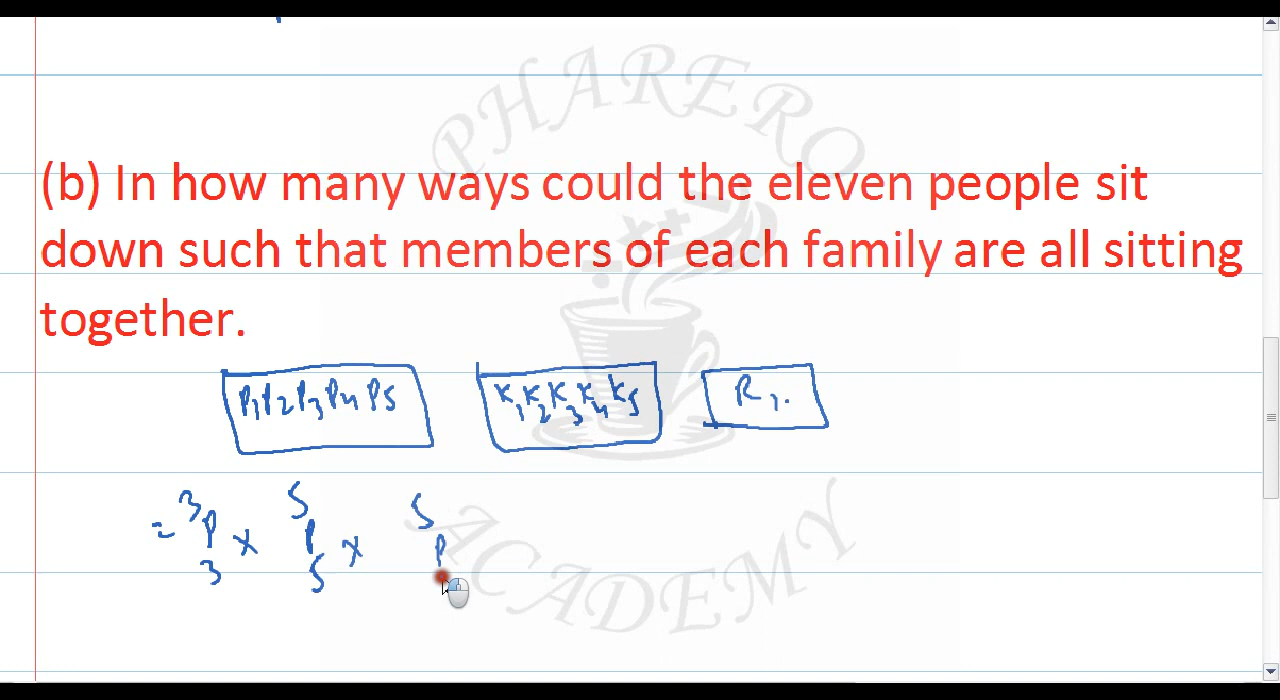 PHARERO
(b) In how many ways could the eleven people sit
down such that members of each family are all sitting
together.
P1P2P3P4P5 K1K2K3K4K5 R1.
= 3P3 × 5P5 × 5P
ACADEMY